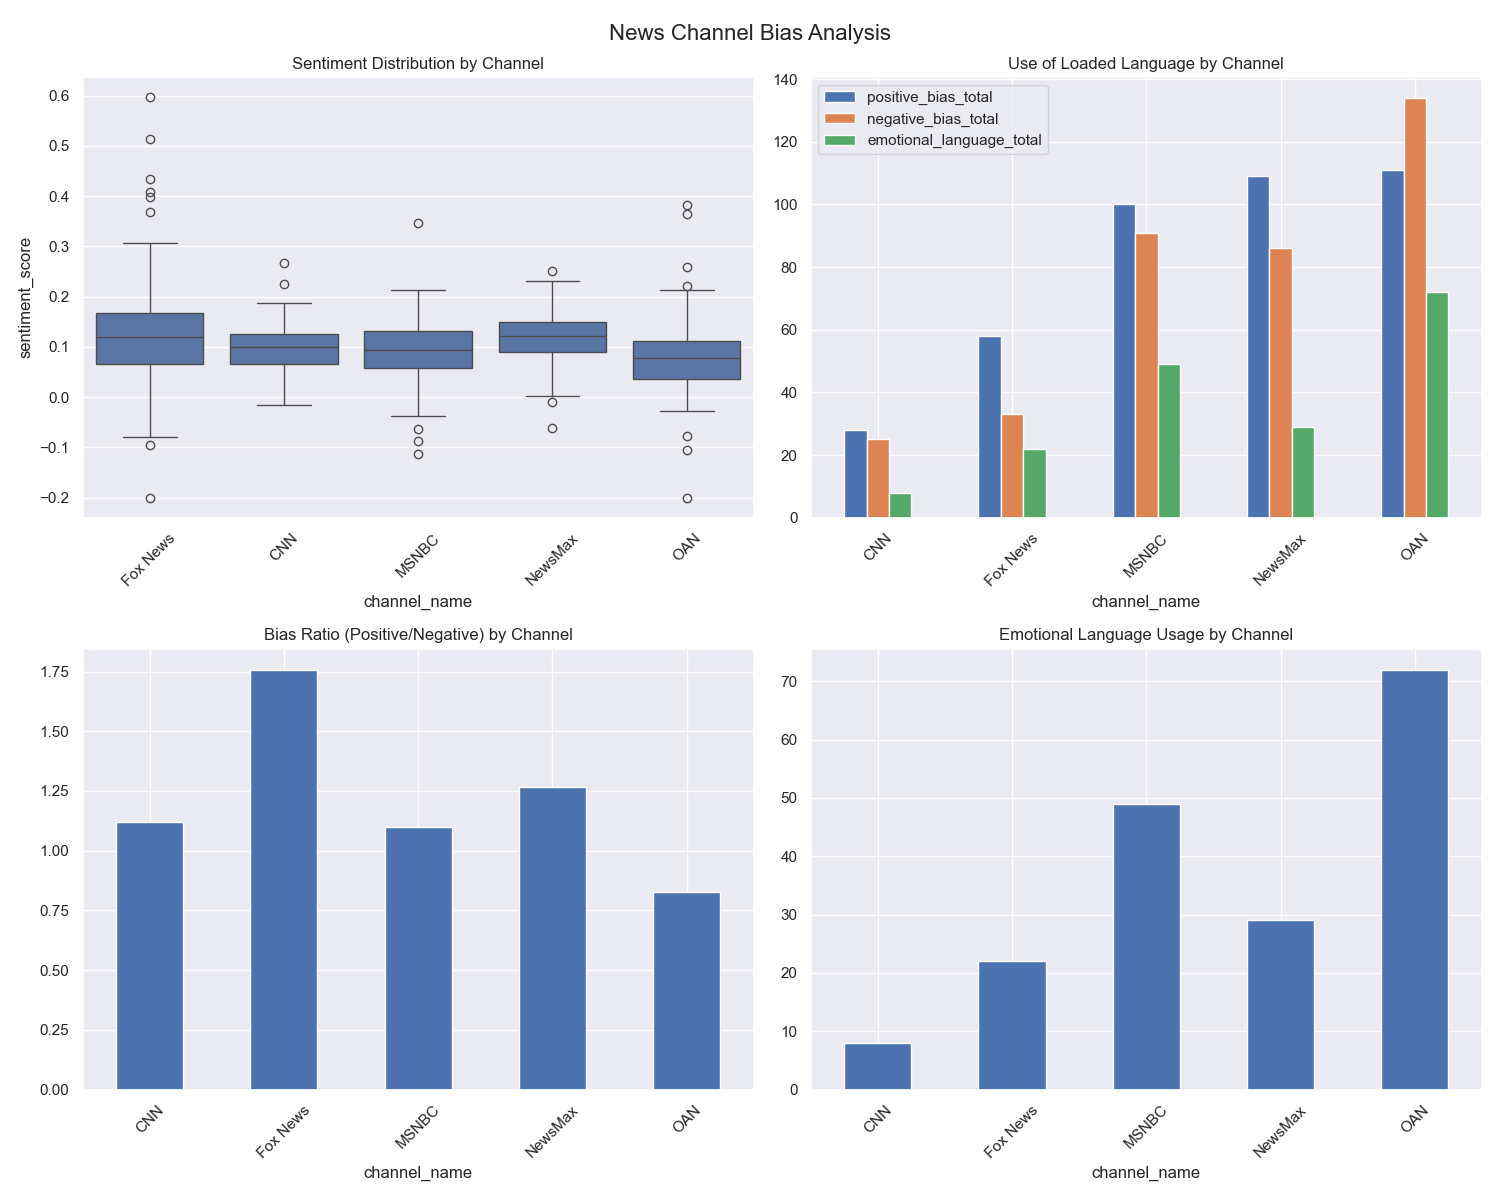 News Channel Bias Analysis
Sentiment Distribution by Channel
sentiment_score
0.6
0.5
0.4
0.3
0.2
0.1
0.0
−0.1
−0.2
Fox News
CNN
MSNBC
NewsMax
OAN
channel_name
Use of Loaded Language by Channel
positive_bias_total
negative_bias_total
emotional_language_total
140
120
100
80
60
40
20
0
CNN
Fox News
MSNBC
NewsMax
OAN
channel_name
Bias Ratio (Positive/Negative) by Channel
1.75
1.50
1.25
1.00
0.75
0.50
0.25
0.00
CNN
Fox News
MSNBC
NewsMax
OAN
channel_name
Emotional Language Usage by Channel
70
60
50
40
30
20
10
0
CNN
Fox News
MSNBC
NewsMax
OAN
channel_name